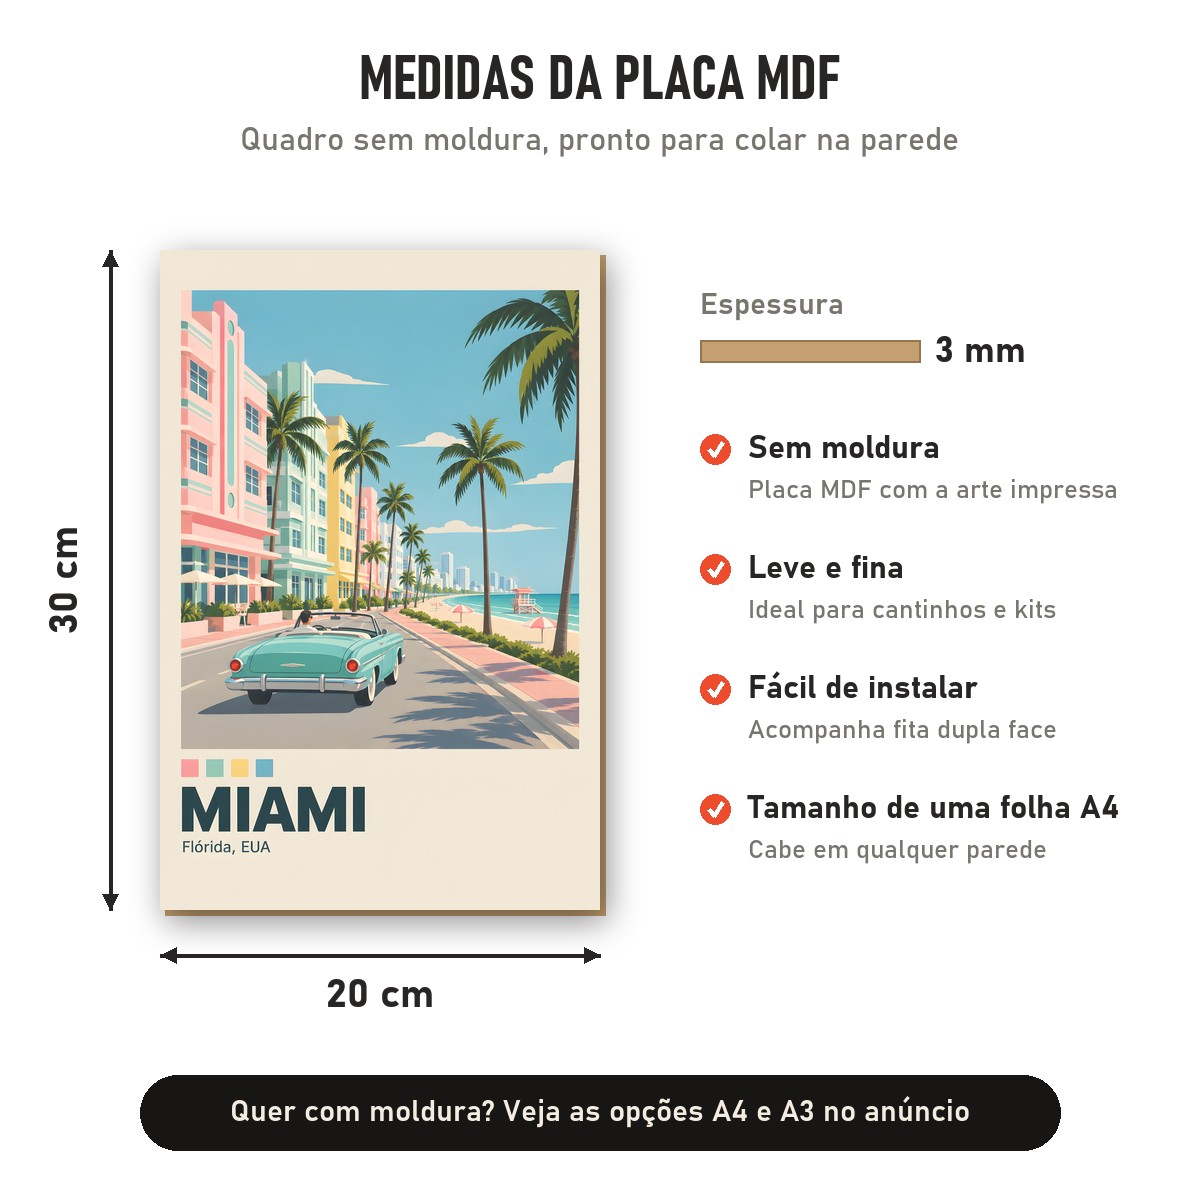 MEDIDAS DA PLACA MDF
Quadro sem moldura, pronto para colar na parede
30 cm
MIAMI
Flórida, EUA
20 cm
Espessura
3 mm
Sem moldura
Placa MDF com a arte impressa
Leve e fina
Ideal para cantinhos e kits
Fácil de instalar
Acompanha fita dupla face
Tamanho de uma folha A4
Cabe em qualquer parede
Quer com moldura? Veja as opções A4 e A3 no anúncio